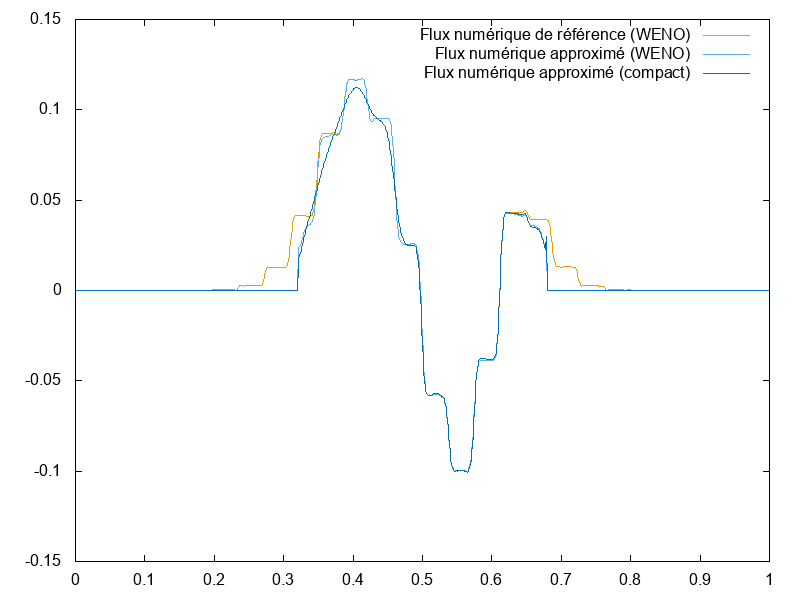 Flux numérique de référence (WENO)
Flux numérique approximé (WENO)
Flux numérique approximé (compact)
0.15
0.1
0.05
0
-0.05
-0.1
-0.15
0 0.1 0.2 0.3 0.4 0.5 0.6 0.7 0.8 0.9 1